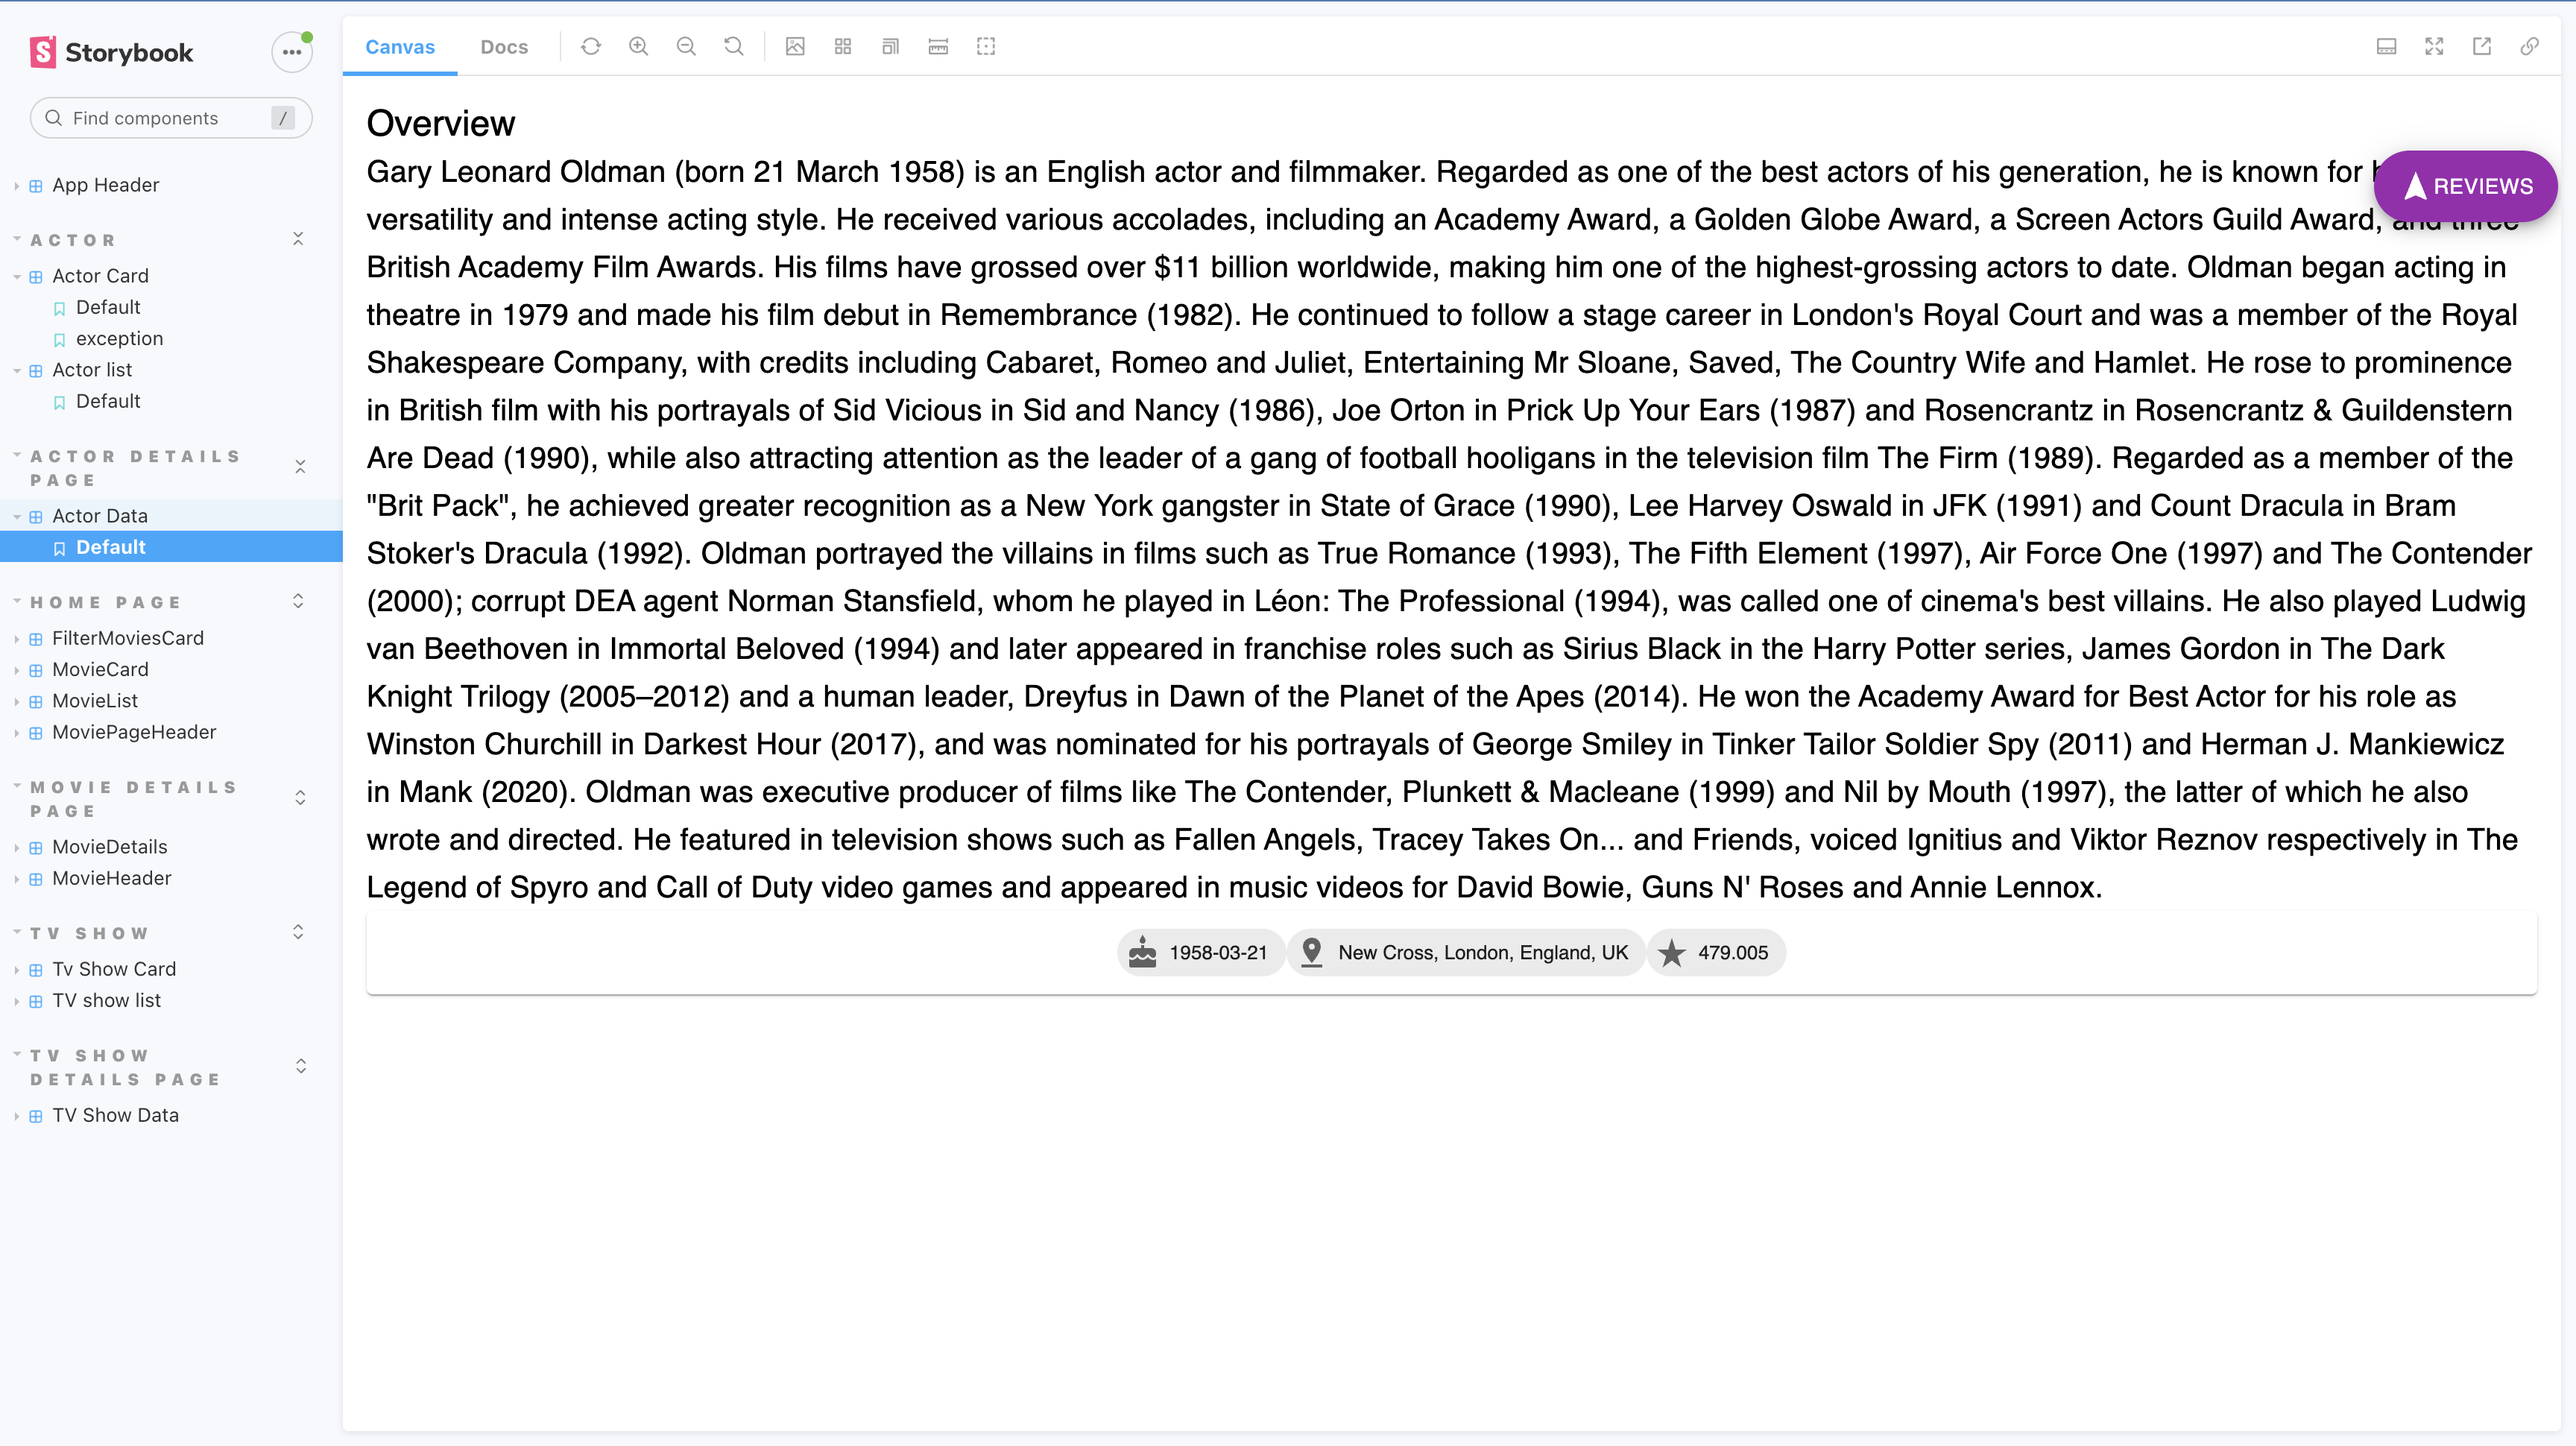 Storybook
Find components
/
App Header
ACTOR
Actor Card
Default
exception
Actor list
Default
ACTOR DETAILS
PAGE
Actor Data
Default
HOME PAGE
FilterMoviesCard
MovieCard
MovieList
MoviePageHeader
MOVIE DETAILS
PAGE
MovieDetails
MovieHeader
TV SHOW
Tv Show Card
TV show list
TV SHOW
DETAILS PAGE
TV Show Data
Canvas
Docs
Overview
Gary Leonard Oldman (born 21 March 1958) is an English actor and filmmaker. Regarded as one of the best actors of his generation, he is known for
REVIEWS
versatility and intense acting style. He received various accolades, including an Academy Award, a Golden Globe Award, a Screen Actors Guild Award, and three
British Academy Film Awards. His films have grossed over $11 billion worldwide, making him one of the highest-grossing actors to date. Oldman began acting in
theatre in 1979 and made his film debut in Remembrance (1982). He continued to follow a stage career in London's Royal Court and was a member of the Royal
Shakespeare Company, with credits including Cabaret, Romeo and Juliet, Entertaining Mr Sloane, Saved, The Country Wife and Hamlet. He rose to prominence
in British film with his portrayals of Sid Vicious in Sid and Nancy (1986), Joe Orton in Prick Up Your Ears (1987) and Rosencrantz in Rosencrantz & Guildenstern
Are Dead (1990), while also attracting attention as the leader of a gang of football hooligans in the television film The Firm (1989). Regarded as a member of the
"Brit Pack", he achieved greater recognition as a New York gangster in State of Grace (1990), Lee Harvey Oswald in JFK (1991) and Count Dracula in Bram
Stoker's Dracula (1992). Oldman portrayed the villains in films such as True Romance (1993), The Fifth Element (1997), Air Force One (1997) and The Contender
(2000); corrupt DEA agent Norman Stansfield, whom he played in Léon: The Professional (1994), was called one of cinema's best villains. He also played Ludwig
van Beethoven in Immortal Beloved (1994) and later appeared in franchise roles such as Sirius Black in the Harry Potter series, James Gordon in The Dark
Knight Trilogy (2005–2012) and a human leader, Dreyfus in Dawn of the Planet of the Apes (2014). He won the Academy Award for Best Actor for his role as
Winston Churchill in Darkest Hour (2017), and was nominated for his portrayals of George Smiley in Tinker Tailor Soldier Spy (2011) and Herman J. Mankiewicz
in Mank (2020). Oldman was executive producer of films like The Contender, Plunkett & Macleane (1999) and Nil by Mouth (1997), the latter of which he also
wrote and directed. He featured in television shows such as Fallen Angels, Tracey Takes On... and Friends, voiced Ignitius and Viktor Reznov respectively in The
Legend of Spyro and Call of Duty video games and appeared in music videos for David Bowie, Guns N' Roses and Annie Lennox.
1958-03-21
New Cross, London, England, UK
479.005